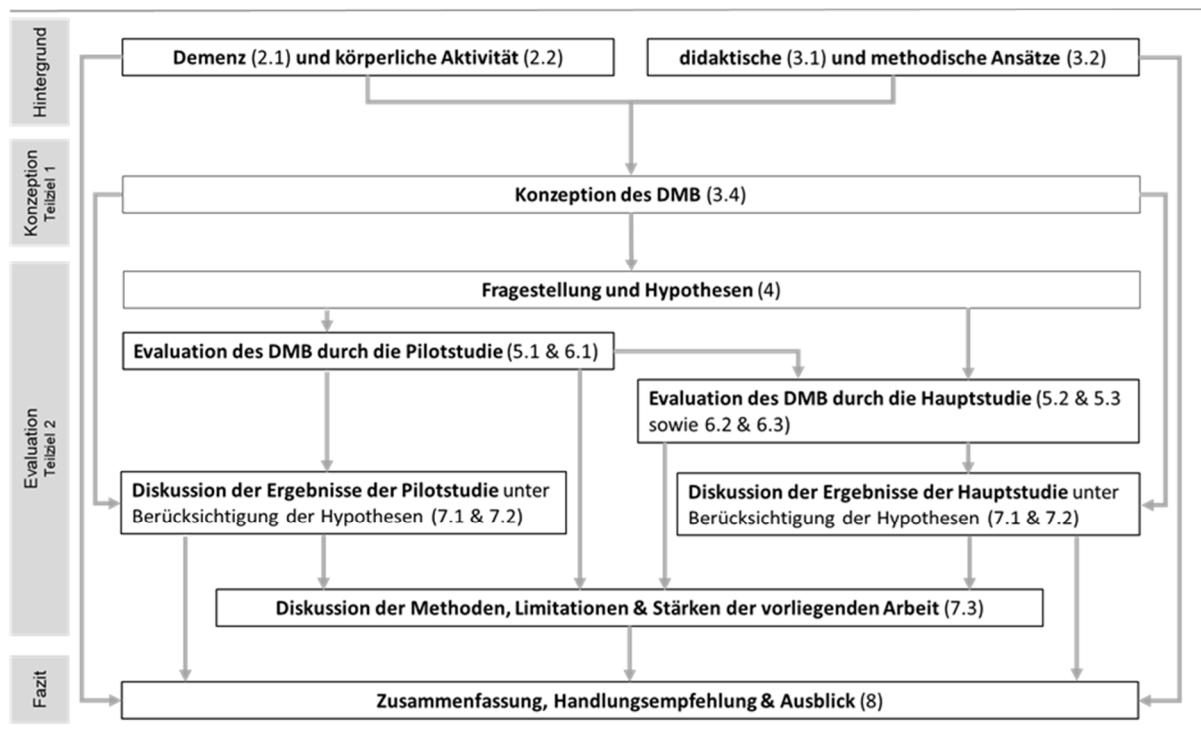 Hintergrund
Demenz (2.1) und körperliche Aktivität (2.2)
didaktische (3.1) und methodische Ansätze (3.2)
Konzeption
Teilziel 1
Konzeption des DMB (3.4)
Evaluation
Teilziel 2
Fragestellung und Hypothesen (4)
Evaluation des DMB durch die Pilotstudie (5.1 & 6.1)
Evaluation des DMB durch die Hauptstudie (5.2 & 5.3
sowie 6.2 & 6.3)
Diskussion der Ergebnisse der Pilotstudie unter
Berücksichtigung der Hypothesen (7.1 & 7.2)
Diskussion der Ergebnisse der Hauptstudie unter
Berücksichtigung der Hypothesen (7.1 & 7.2)
Diskussion der Methoden, Limitationen & Stärken der vorliegenden Arbeit (7.3)
Fazit
Zusammenfassung, Handlungsempfehlung & Ausblick (8)